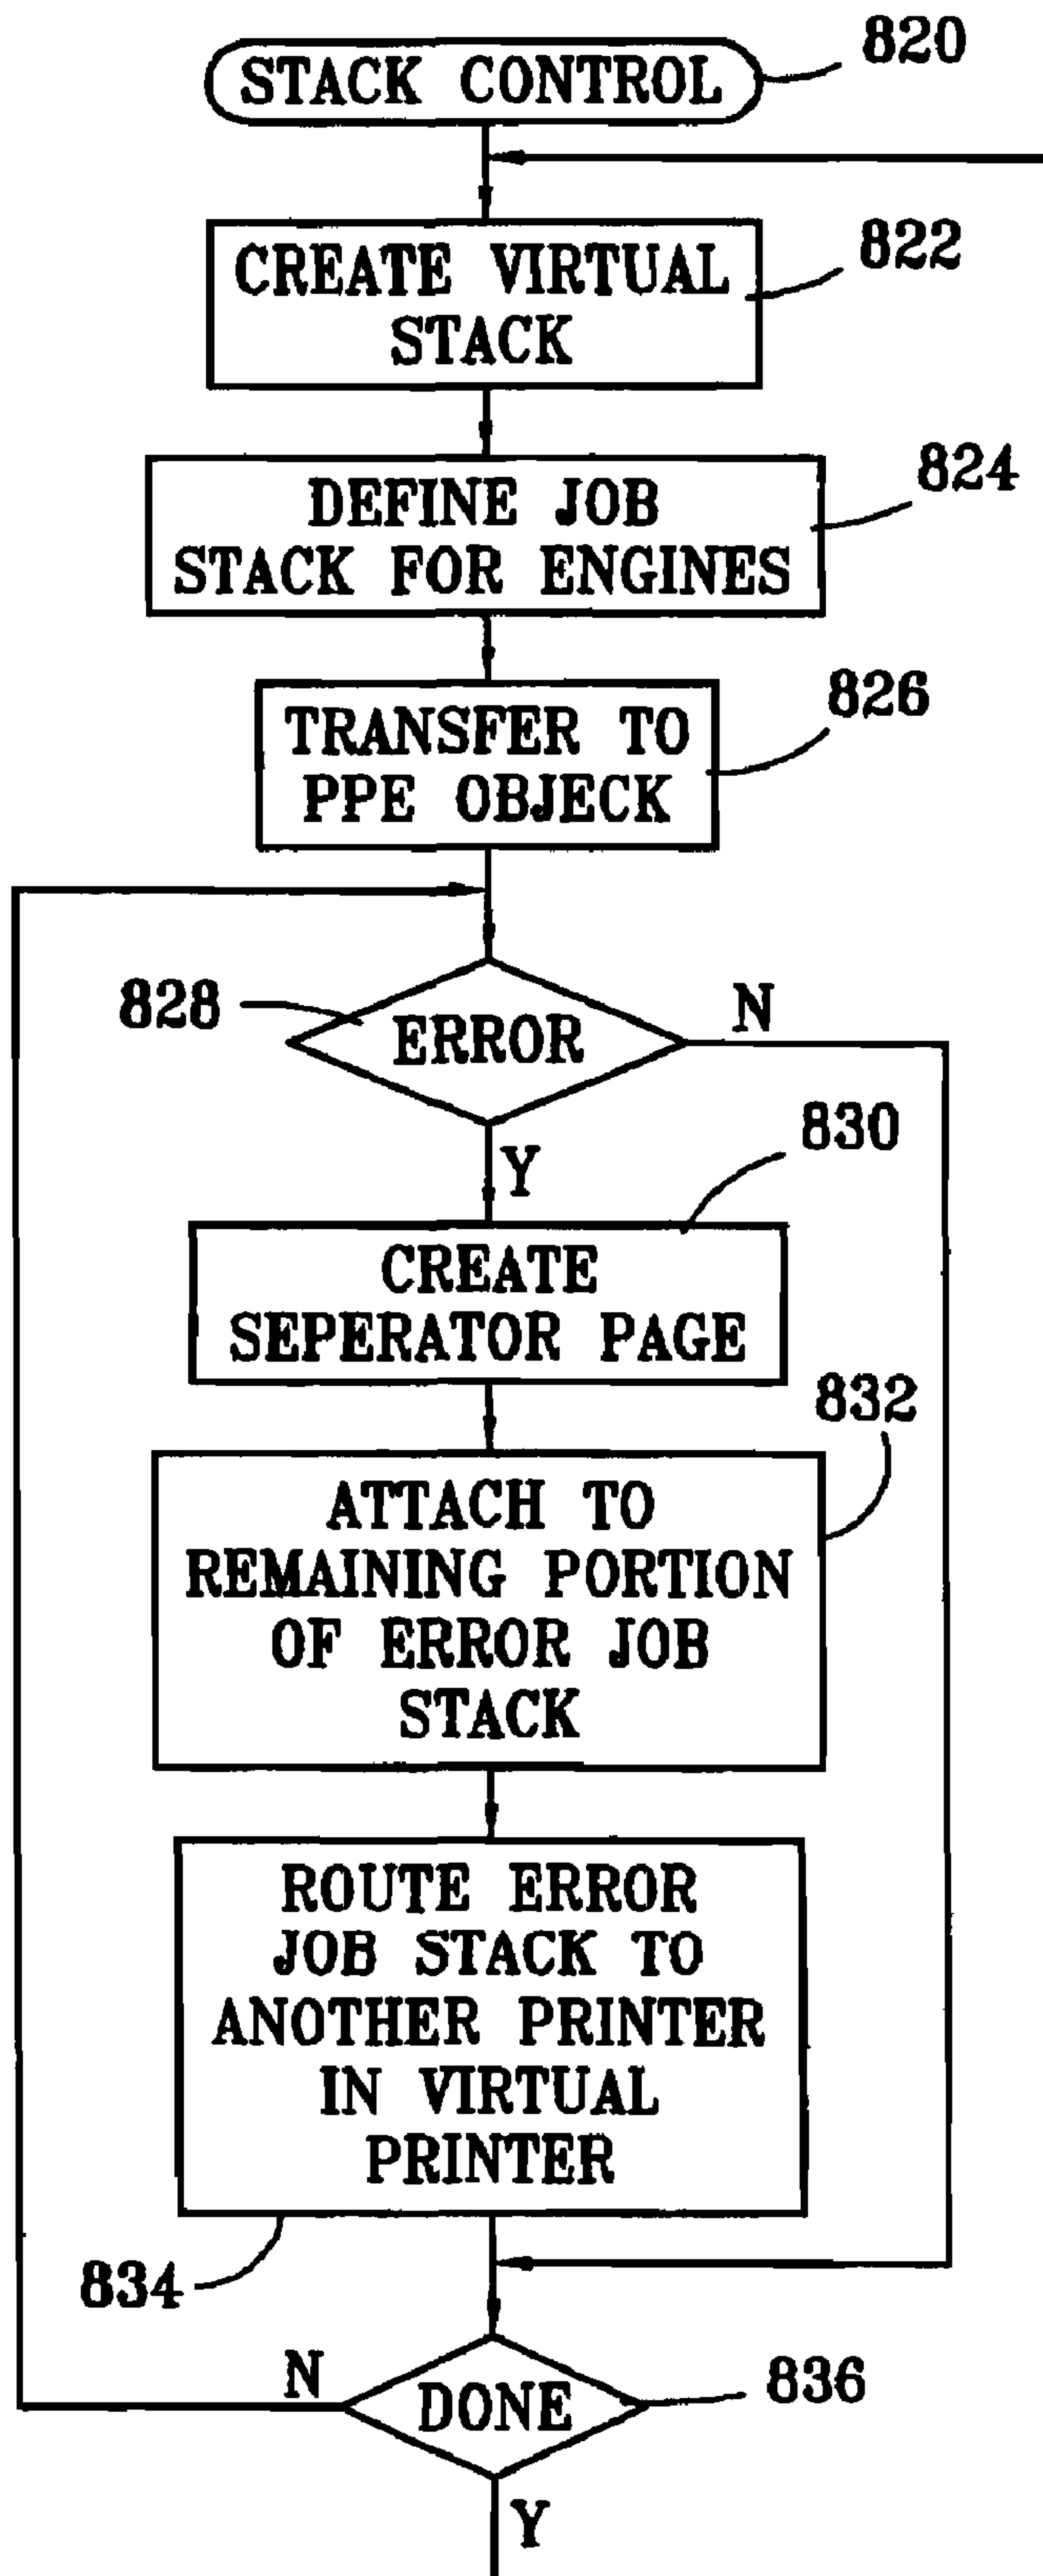 STACK CONTROL
820
CREATE VIRTUAL
STACK
822
DEFINE JOB
STACK FOR ENGINES
824
TRANSFER TO
PPE OBJECK
826
828
ERROR
N
Y
830
CREATE
SEPERATOR PAGE
832
ATTACH TO
REMAINING PORTION
OF ERROR JOB
STACK
ROUTE ERROR
JOB STACK TO
ANOTHER PRINTER
IN VIRTUAL
PRINTER
834
N
DONE
836
Y